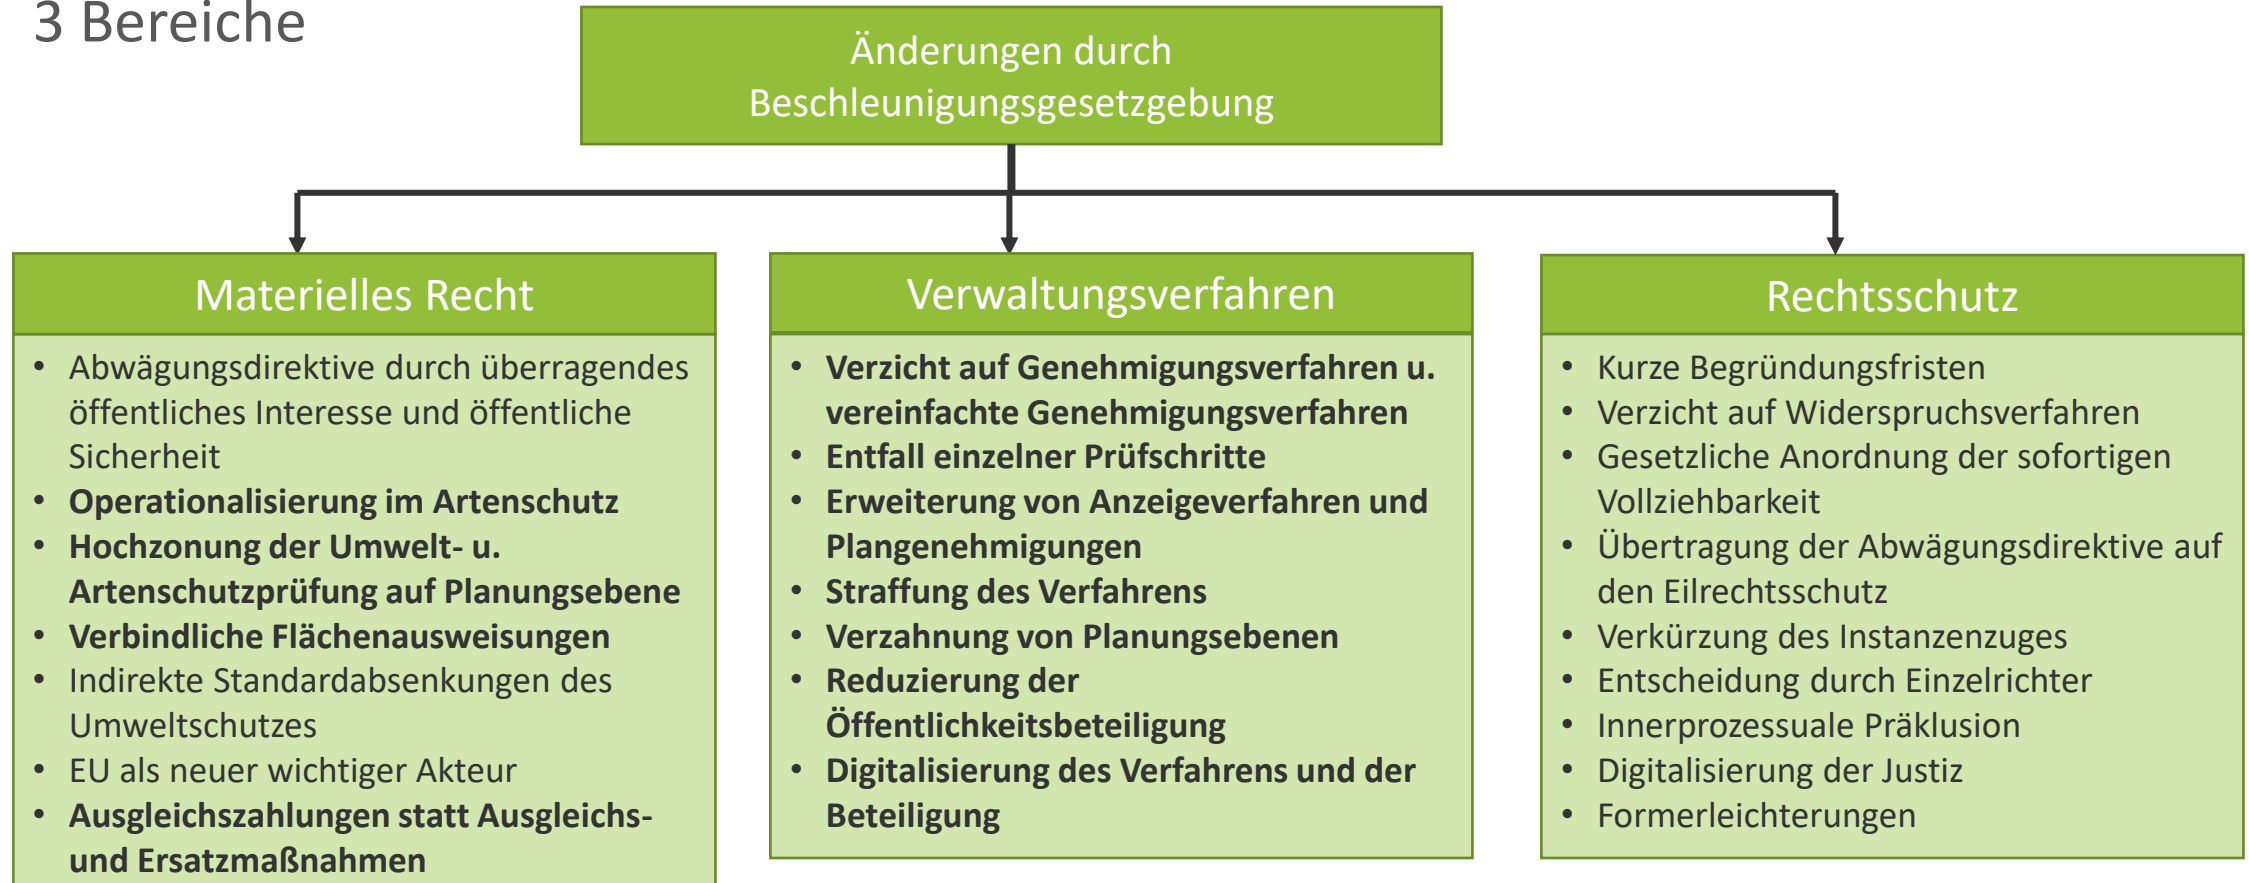 3 Bereiche
Änderungen durch
Beschleunigungsgesetzgebung
Materielles Recht
• Abwägungsdirektive durch überragendes
öffentliches Interesse und öffentliche
Sicherheit
• Operationalisierung im Artenschutz
• Hochzonung der Umwelt- u.
Artenschutzprüfung auf Planungsebene
• Verbindliche Flächenausweisungen
• Indirekte Standardabsenkungen des
Umweltschutzes
• EU als neuer wichtiger Akteur
• Ausgleichszahlungen statt Ausgleichs-
und Ersatzmaßnahmen
Verwaltungsverfahren
• Verzicht auf Genehmigungsverfahren u.
vereinfachte Genehmigungsverfahren
• Entfall einzelner Prüfschritte
• Erweiterung von Anzeigeverfahren und
Plangenehmigungen
• Straffung des Verfahrens
• Verzahnung von Planungsebenen
• Reduzierung der
Öffentlichkeitsbeteiligung
• Digitalisierung des Verfahrens und der
Beteiligung
Rechtsschutz
• Kurze Begründungsfristen
• Verzicht auf Widerspruchsverfahren
• Gesetzliche Anordnung der sofortigen
Vollziehbarkeit
• Übertragung der Abwägungsdirektive auf
den Eilrechtsschutz
• Verkürzung des Instanzenzuges
• Entscheidung durch Einzelrichter
• Innerprozessuale Präklusion
• Digitalisierung der Justiz
• Formerleichterungen